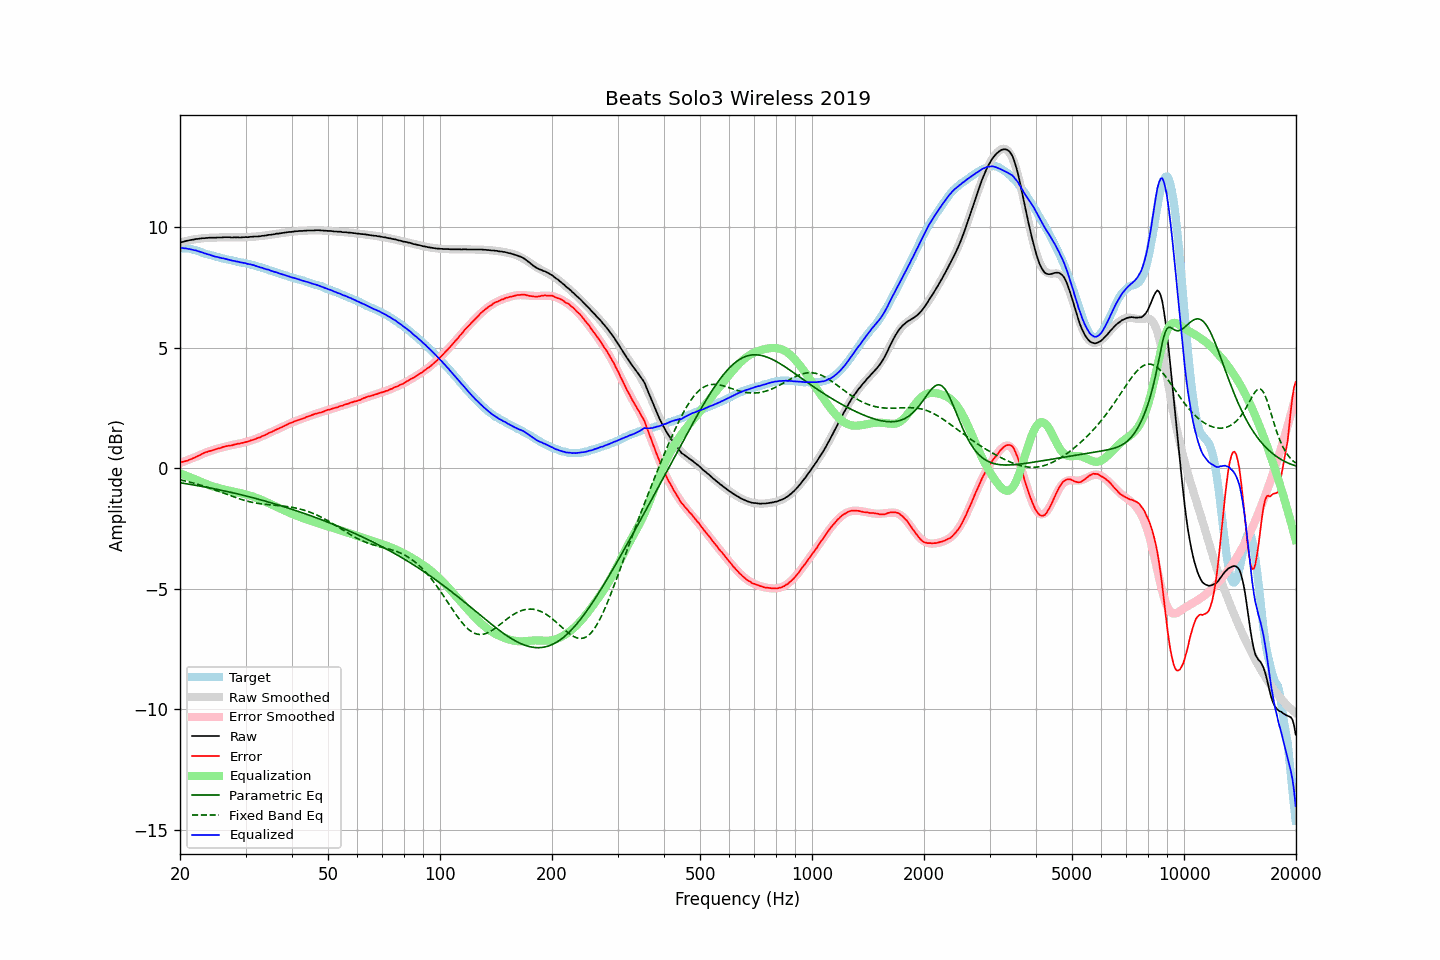 Beats Solo3 Wireless 2019
Amplitude (dBr)
10
5
0
−5
−10
−15
Target
Raw Smoothed
Error Smoothed
Raw
Error
Equalization
Parametric Eq
Fixed Band Eq
Equalized
20 50 100 200 500 1000 2000 5000 10000 20000
Frequency (Hz)